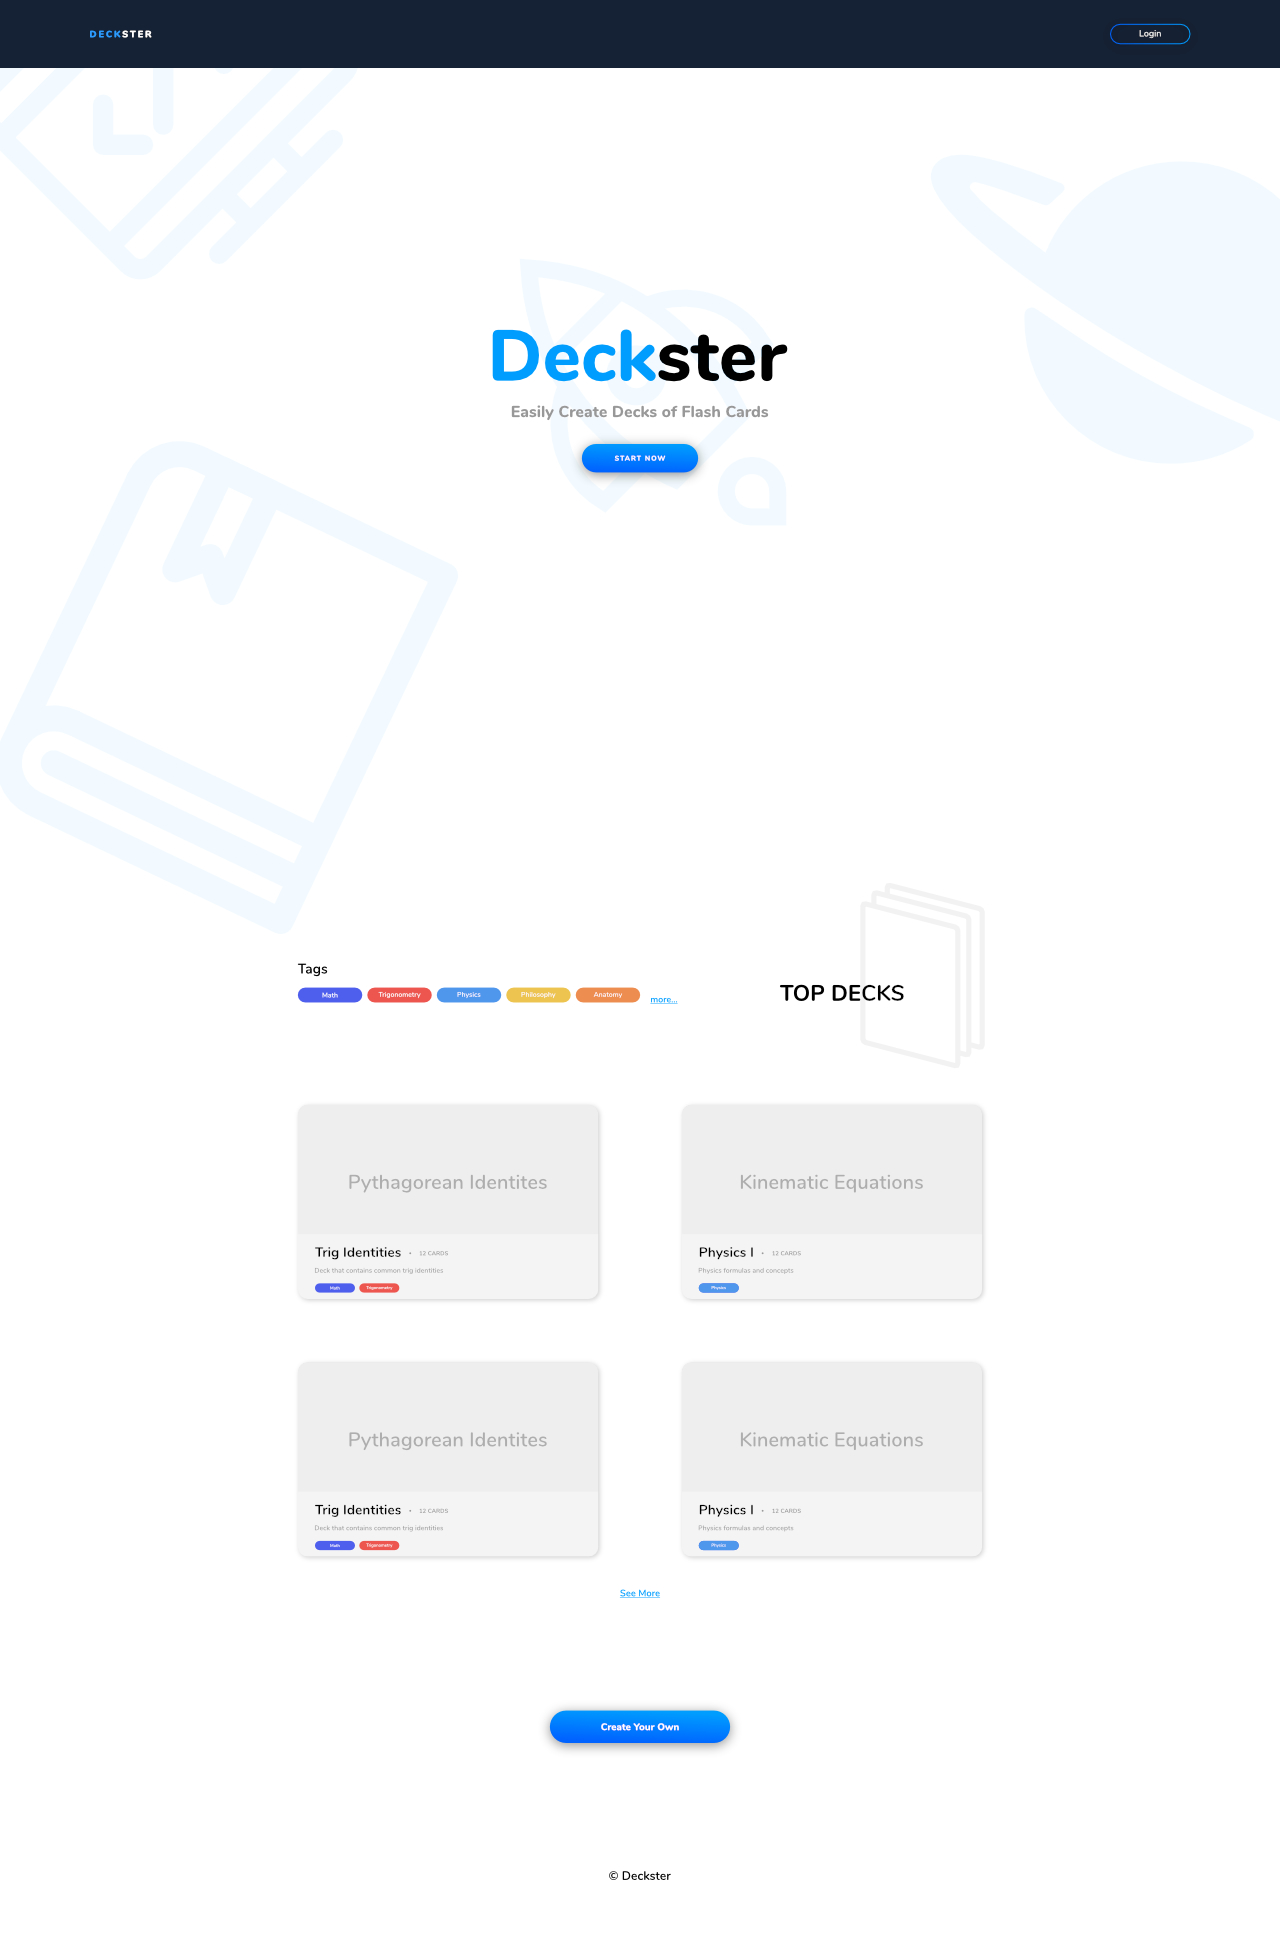 DECKSTER
Login
Deckster
Easily Create Decks of Flash Cards
START NOW
Tags
Math Trigonometry Physics Philosophy Anatomy more...
TOP DECKS
Pythagorean Identites
Trig Identities • 12 CARDS
Deck that contains common trig identities
Math Trigonometry
Kinematic Equations
Physics I • 12 CARDS
Physics formulas and concepts
Physics
Pythagorean Identites
Trig Identities • 12 CARDS
Deck that contains common trig identities
Math Trigonometry
Kinematic Equations
Physics I • 12 CARDS
Physics formulas and concepts
Physics
See More
Create Your Own
© Deckster